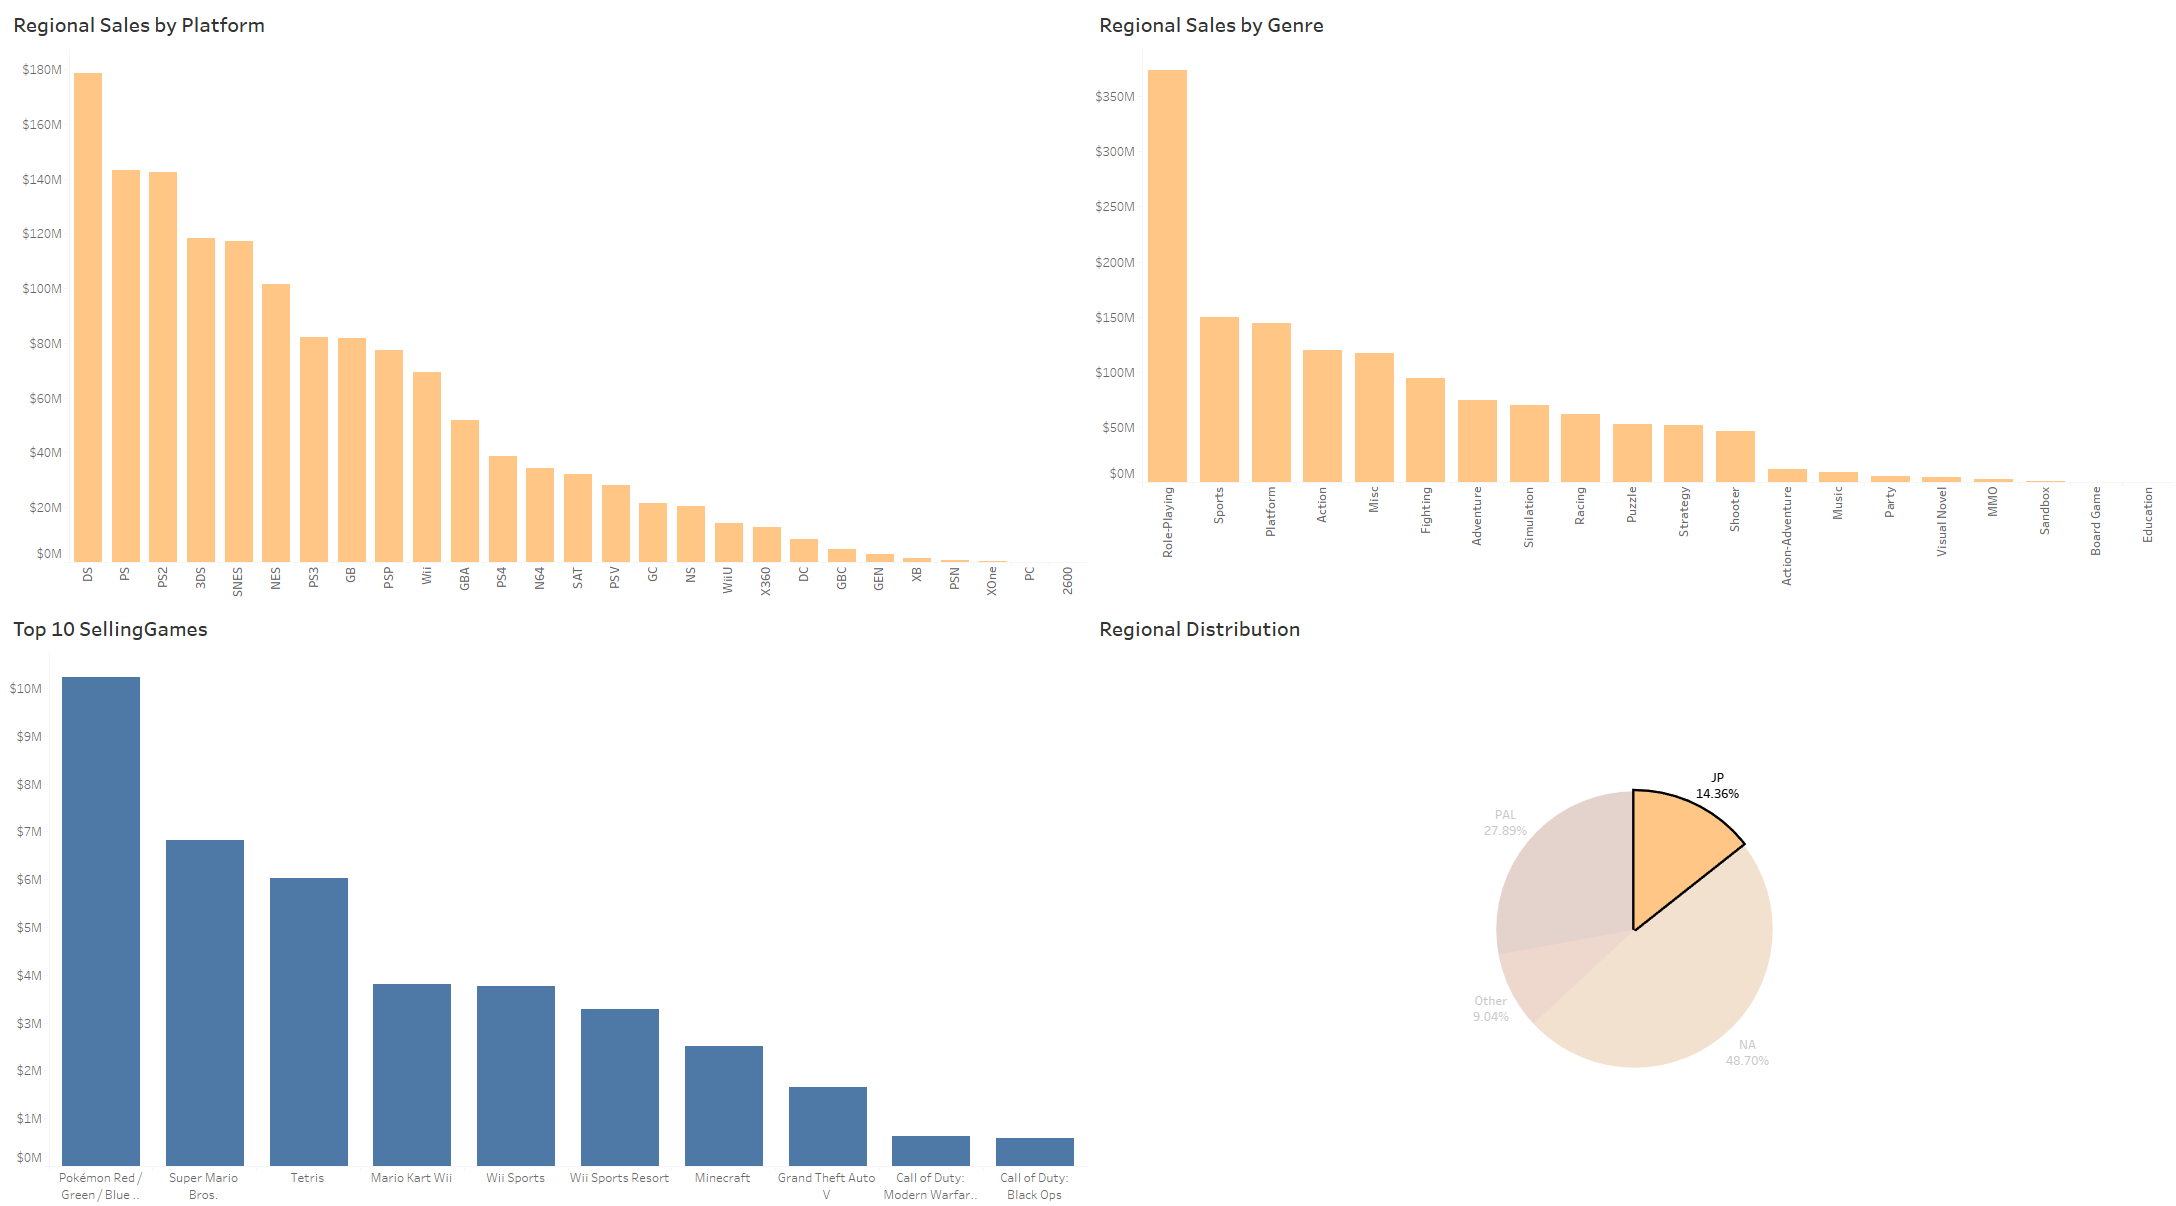 Regional Sales by Platform
$180M
$160M
$140M
$120M
$100M
$80M
$60M
$40M
$20M
$0M
DS
PS
PS2
3DS
SNES
NES
PS3
GB
PSP
Wii
GBA
PS4
N64
SAT
PSV
GC
NS
WiiU
X360
DC
GBC
GEN
XB
PSN
XOne
PC
2600
Regional Sales by Genre
$350M
$300M
$250M
$200M
$150M
$100M
$50M
$0M
Role-Playing
Sports
Platform
Action
Misc
Fighting
Adventure
Simulation
Racing
Puzzle
Strategy
Shooter
Action-Adventure
Music
Party
Visual Novel
MMO
Sandbox
Board Game
Education
Top 10 SellingGames
$10M
$9M
$8M
$7M
$6M
$5M
$4M
$3M
$2M
$1M
$0M
Pokémon Red /
Green / Blue ..
Super Mario
Bros.
Tetris
Mario Kart Wii
Wii Sports
Wii Sports Resort
Minecraft
Grand Theft Auto
V
Call of Duty:
Modern Warfar..
Call of Duty:
Black Ops
Regional Distribution
JP
14.36%
PAL
27.89%
Other
9.04%
NA
48.70%